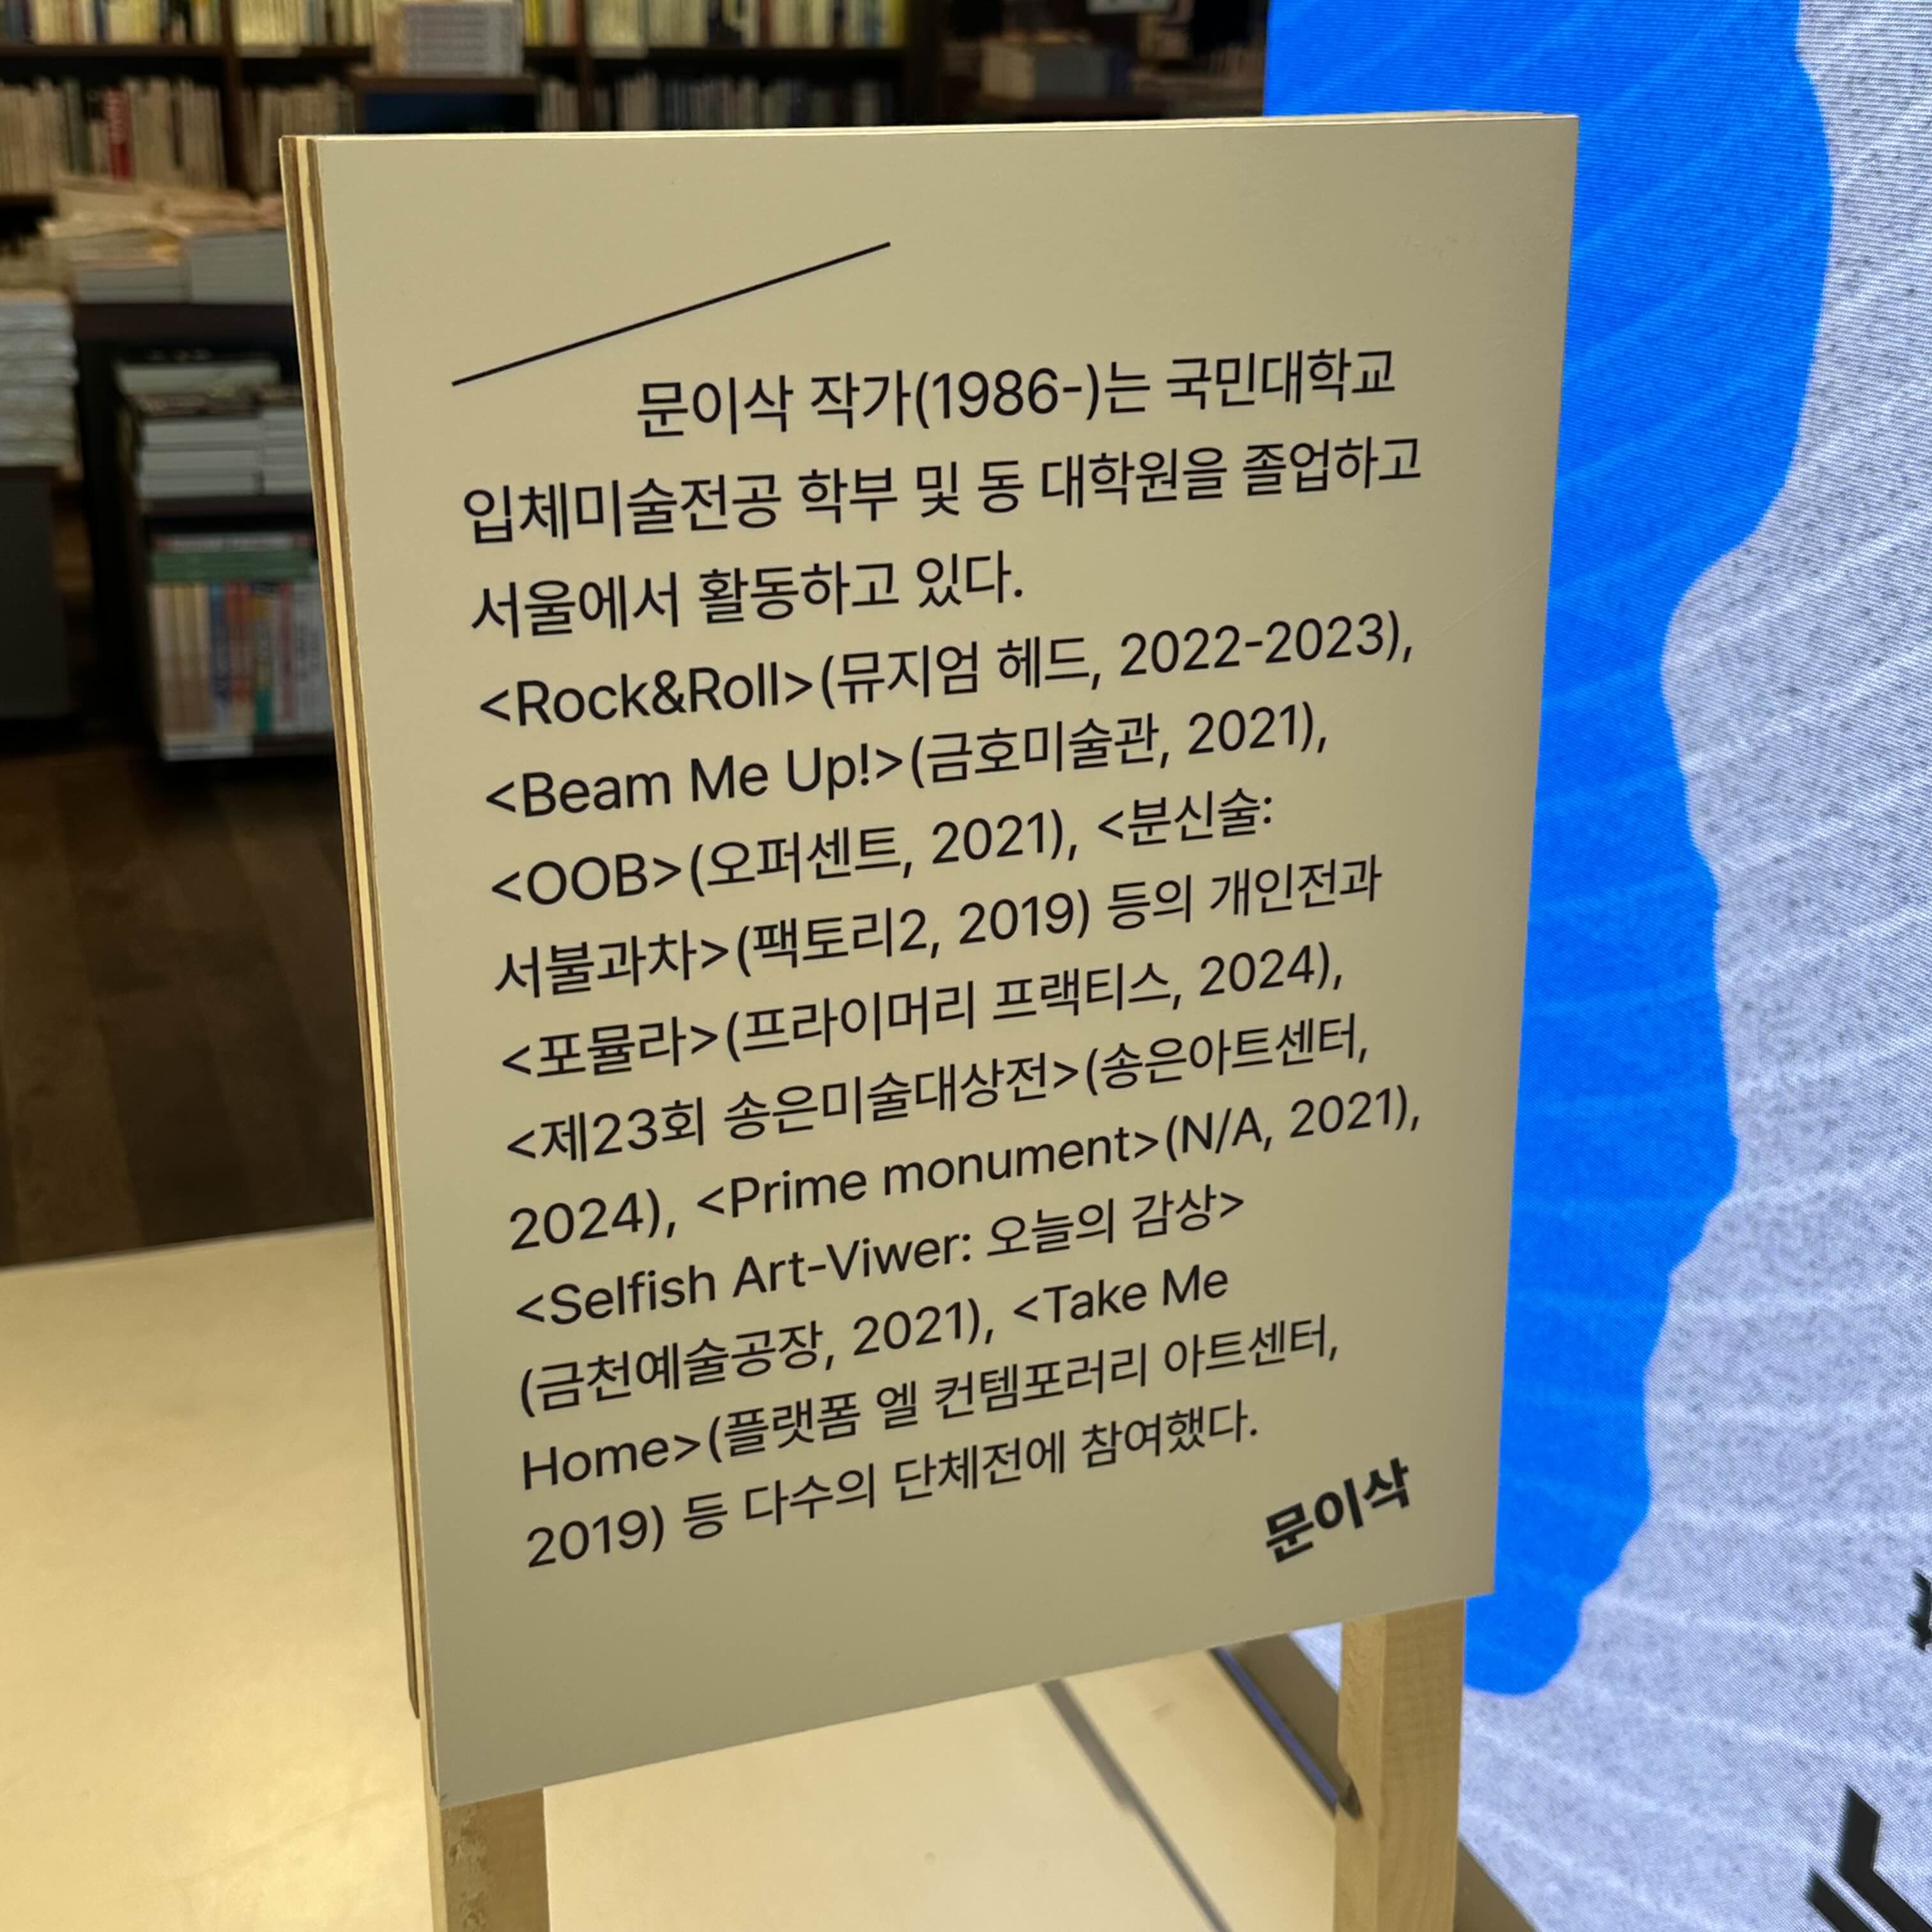 문이삭 작가(1986-)는 국민대학교
입체미술전공 학부 및 동 대학원을 졸업하고
서울에서 활동하고 있다.
<Rock&Roll>(뮤지엄 헤드, 2022-2023),
<Beam Me Up!>(금호미술관, 2021),
<OOB>(오퍼센트, 2021), <분신술:
서불과차>(팩토리2, 2019) 등의 개인전과
<포뮬라>(프라이머리 프랙티스, 2024),
<제23회 송은미술대상전>(송은아트센터,
2024), <Prime monument>(N/A, 2021),
<Selfish Art-Viwer: 오늘의 감상>
(금천예술공장, 2021), <Take Me
Home>(플랫폼 엘 컨템포러리 아트센터,
2019) 등 다수의 단체전에 참여했다.
문이삭